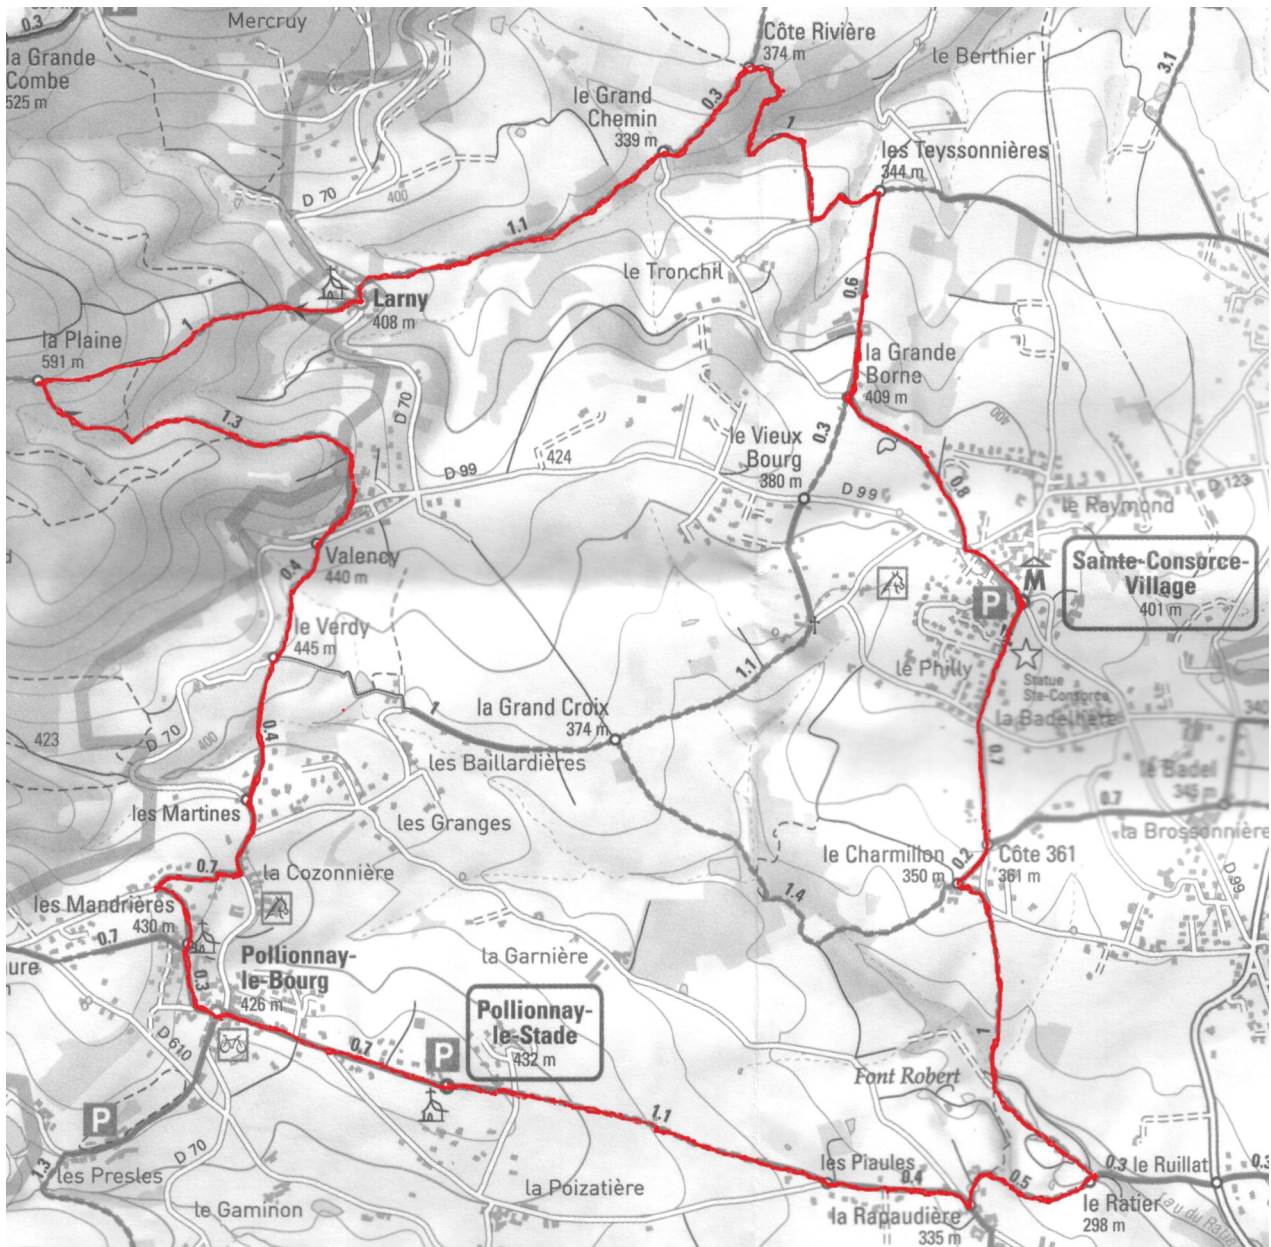 0.3
P
Mercruy
Côte Rivière
374 m
le Berthier
3.1
la Grande
Combe
525 m
le Grand
Chemin
339 m
0.3
1
les Teyssonnières
344 m
D 70
400
1.1
le Tronchil
0.6
Larny
408 m
1
la Plaine
591 m
la Grande
Borne
409 m
400
D 70
1.3
0.3
le Vieux
Bourg
380 m
424
D 99
D 99
0.8
D 123
le Raymond
Valency
440 m
0.4
M
P
Sainte-Consorce-
Village
401 m
le Verdy
445 m
le Philly
Statue
Ste-Consorce
1.1
la Grand Croix
374 m
1
la Badelhère
340
423
D 70
400
0.4
0.7
les Baillardières
le Badel
345 m
les Martines
les Granges
0.7
la Brossonnière
0.7
la Cozonnière
le Charmillon
350 m
0.2
Côte 361
361 m
D 99
1.4
les Mandrières
430 m
0.7
ure
Pollionnay-
le-Bourg
426 m
0.3
la Garnière
Pollionnay-
le-Stade
432 m
D 610
0.7
P
1
Font Robert
P
1.1
D 70
1.3
les Presles
les Piaules
0.4
0.5
0.3
le Ruillat
0.3
la Poizatière
le Gaminon
la Rapaudière
335 m
le Ratier
298 m